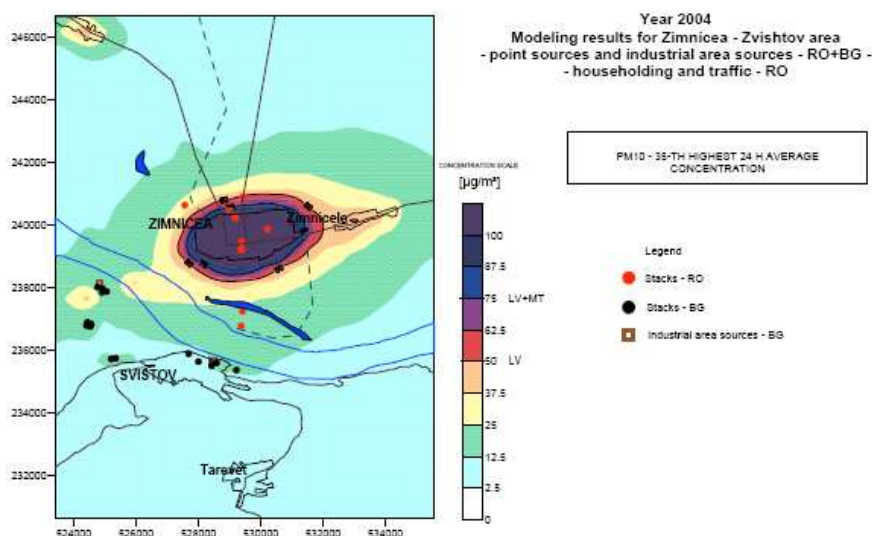 Year 2004
Modeling results for Zimnicea - Zvishtov area
- point sources and industrial area sources - RO+BG -
- householding and traffic - RO
PM10 - 35-TH HIGHEST 24 H AVERAGE
CONCENTRATION
CONCENTRATION SCALE
[µg/m³]
100
87.5
75 LV+MT
62.5
50 LV
37.5
25
12.5
2.5
0
Legend
Stacks - RO
Stacks - BG
Industrial area sources - BG
246000
244000
242000
240000
238000
236000
234000
232000
ZIMNICEA
Zimnicele
SVISTOV
Tarevet
524000
526000
528000
530000
532000
534000